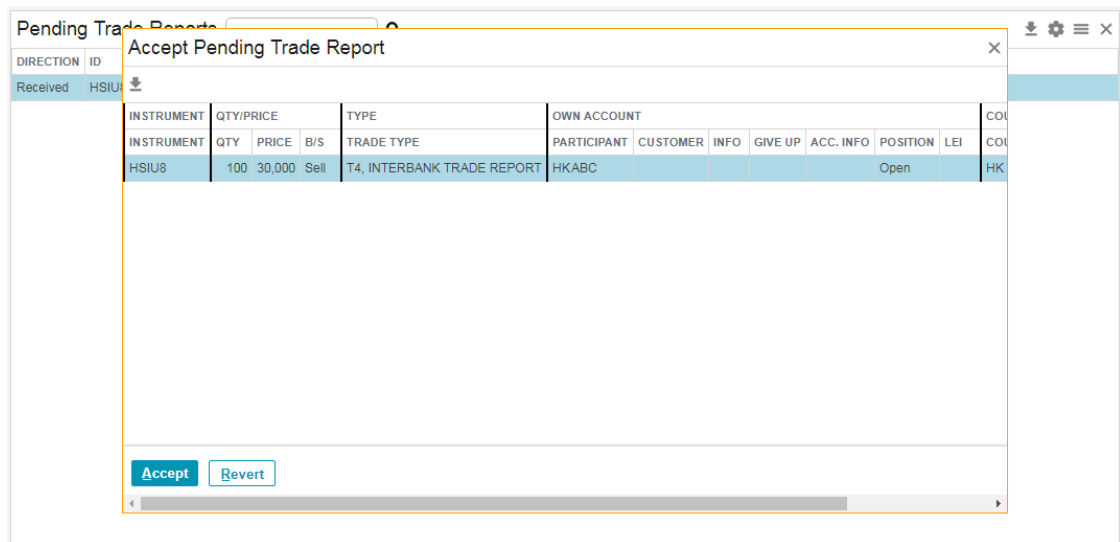 Pending Trade Reports
Accept Pending Trade Report
DIRECTION ID
Received HSIU
INSTRUMENT QTY/PRICE TYPE OWN ACCOUNT
INSTRUMENT QTY PRICE B/S TRADE TYPE PARTICIPANT CUSTOMER INFO GIVE UP ACC. INFO POSITION LEI
HSIU8 100 30,000 Sell T4, INTERBANK TRADE REPORT HKABC Open HK
Accept Revert